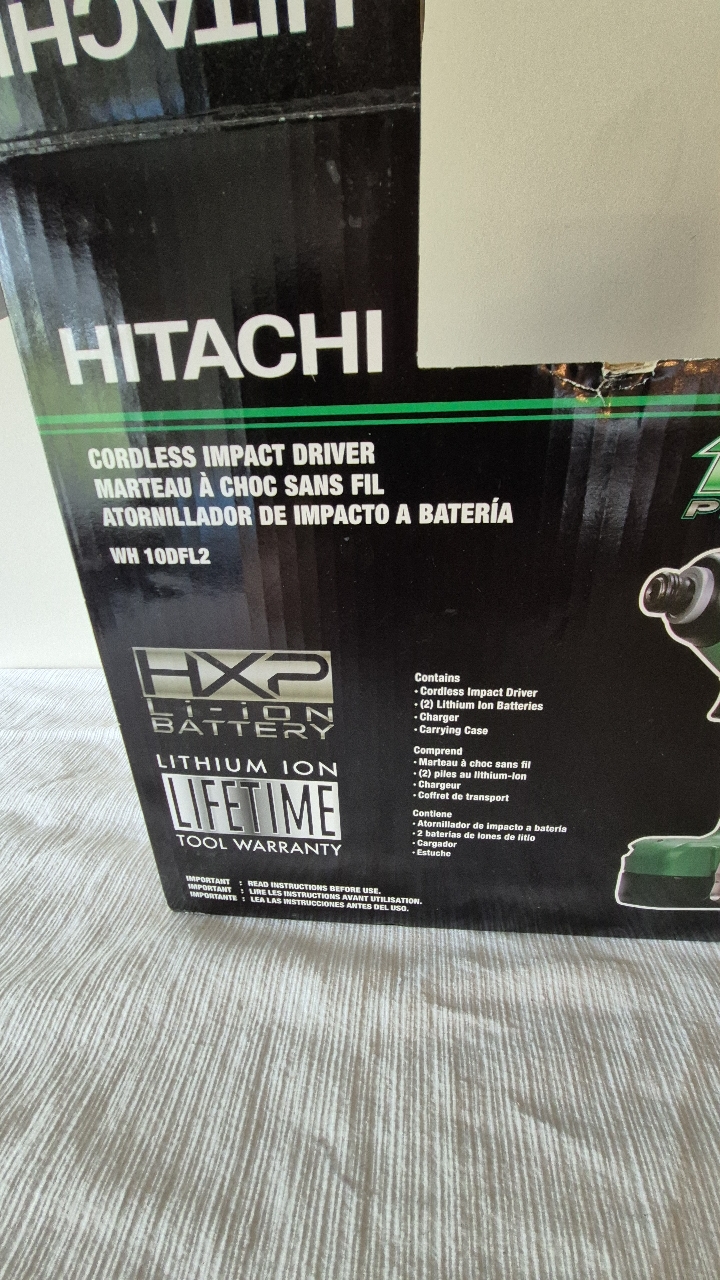 HITACHI
HITACHI
CORDLESS IMPACT DRIVER
MARTEAU À CHOC SANS FIL
ATORNILLADOR DE IMPACTO A BATERÍA
WH 10DFL2
HXP
Li-iON
BATTERY
LITHIUM ION
LIFETIME
TOOL WARRANTY
Contains
• Cordless Impact Driver
• (2) Lithium Ion Batteries
• Charger
• Carrying Case
Comprend
• Marteau à choc sans fil
• (2) piles au lithium-ion
• Chargeur
• Coffret de transport
Contiene
• Atornillador de impacto a batería
• 2 baterías de iones de litio
• Cargador
• Estuche
IMPORTANT : READ INSTRUCTIONS BEFORE USE.
IMPORTANT : LIRE LES INSTRUCTIONS AVANT UTILISATION.
IMPORTANTE : LEA LAS INSTRUCCIONES ANTES DEL USO.